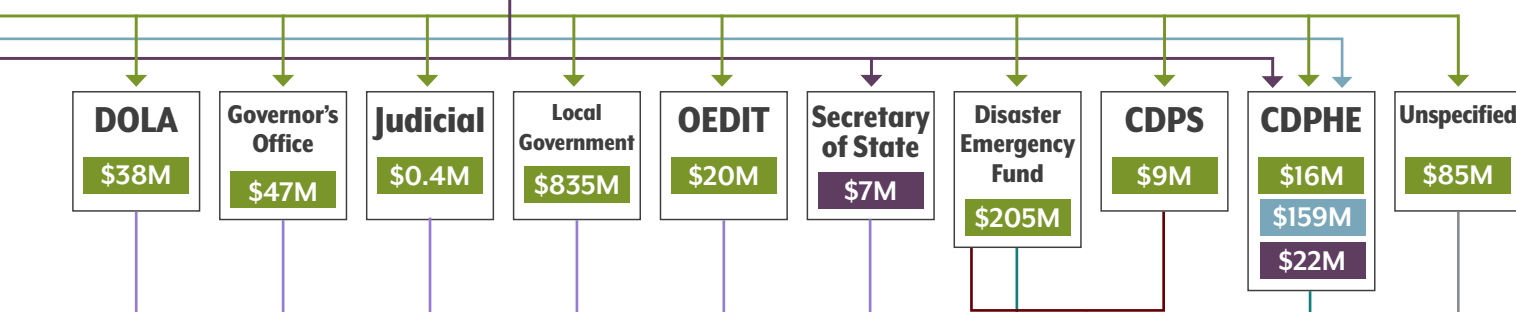 DOLA
$38M
Governor's
Office
$47M
Judicial
$0.4M
Local
Government
$835M
OEDIT
$20M
Secretary
of State
$7M
Disaster
Emergency
Fund
$205M
CDPS
$9M
CDPHE
$16M
$159M
$22M
Unspecified
$85M